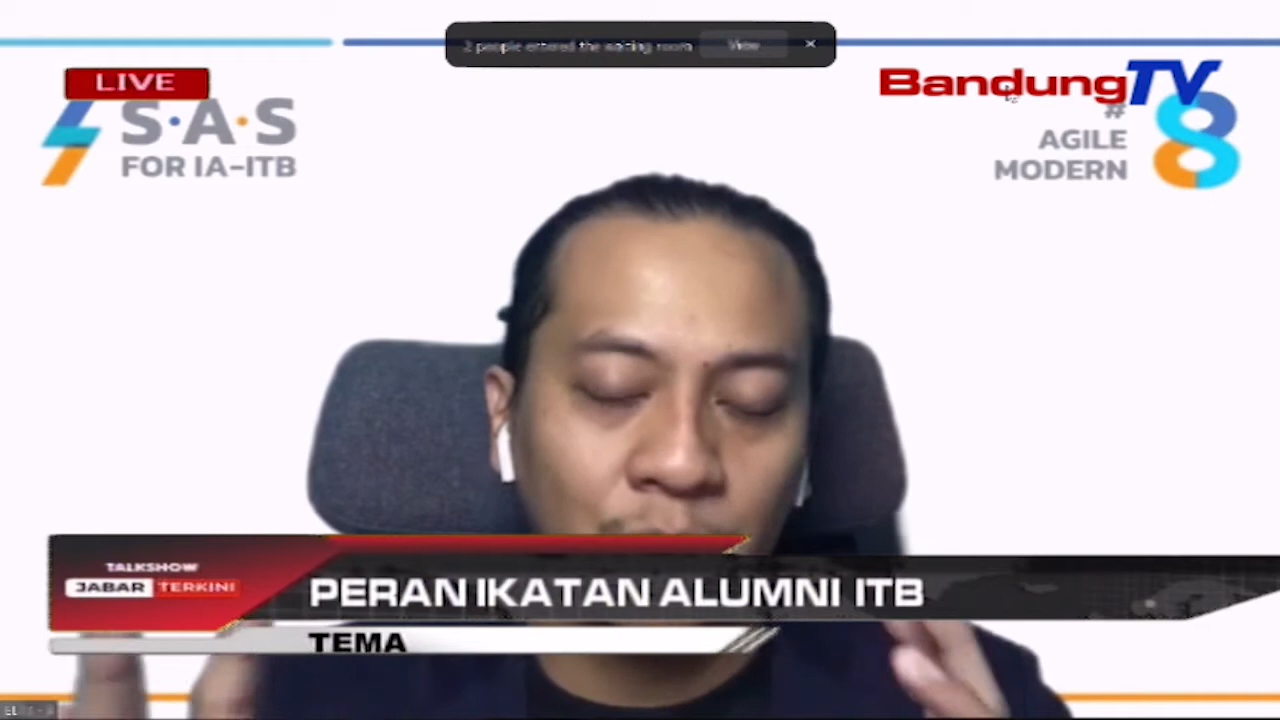 2 people entered the waiting room View
LIVE
BandungTV
S·A·S
FOR IA-ITB
#
AGILE
MODERN
8
TALKSHOW
JABAR TERKINI
PERAN IKATAN ALUMNI ITB
TEMA